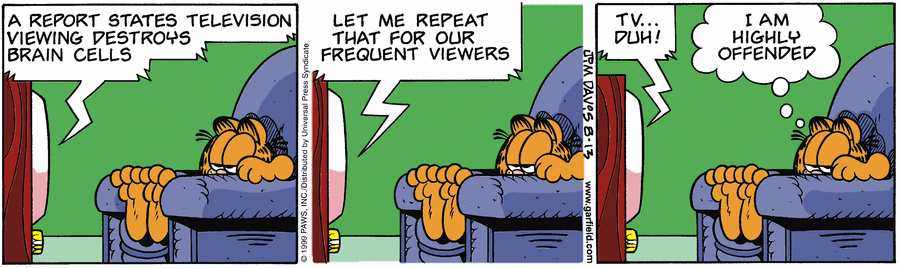 A REPORT STATES TELEVISION
VIEWING DESTROYS
BRAIN CELLS
© 1999 PAWS, INC./Distributed by Universal Press Syndicate
LET ME REPEAT
THAT FOR OUR
FREQUENT VIEWERS
JPM DAVIS 8-13
www.garfield.com
TV...
DUH!
I AM
HIGHLY
OFFENDED